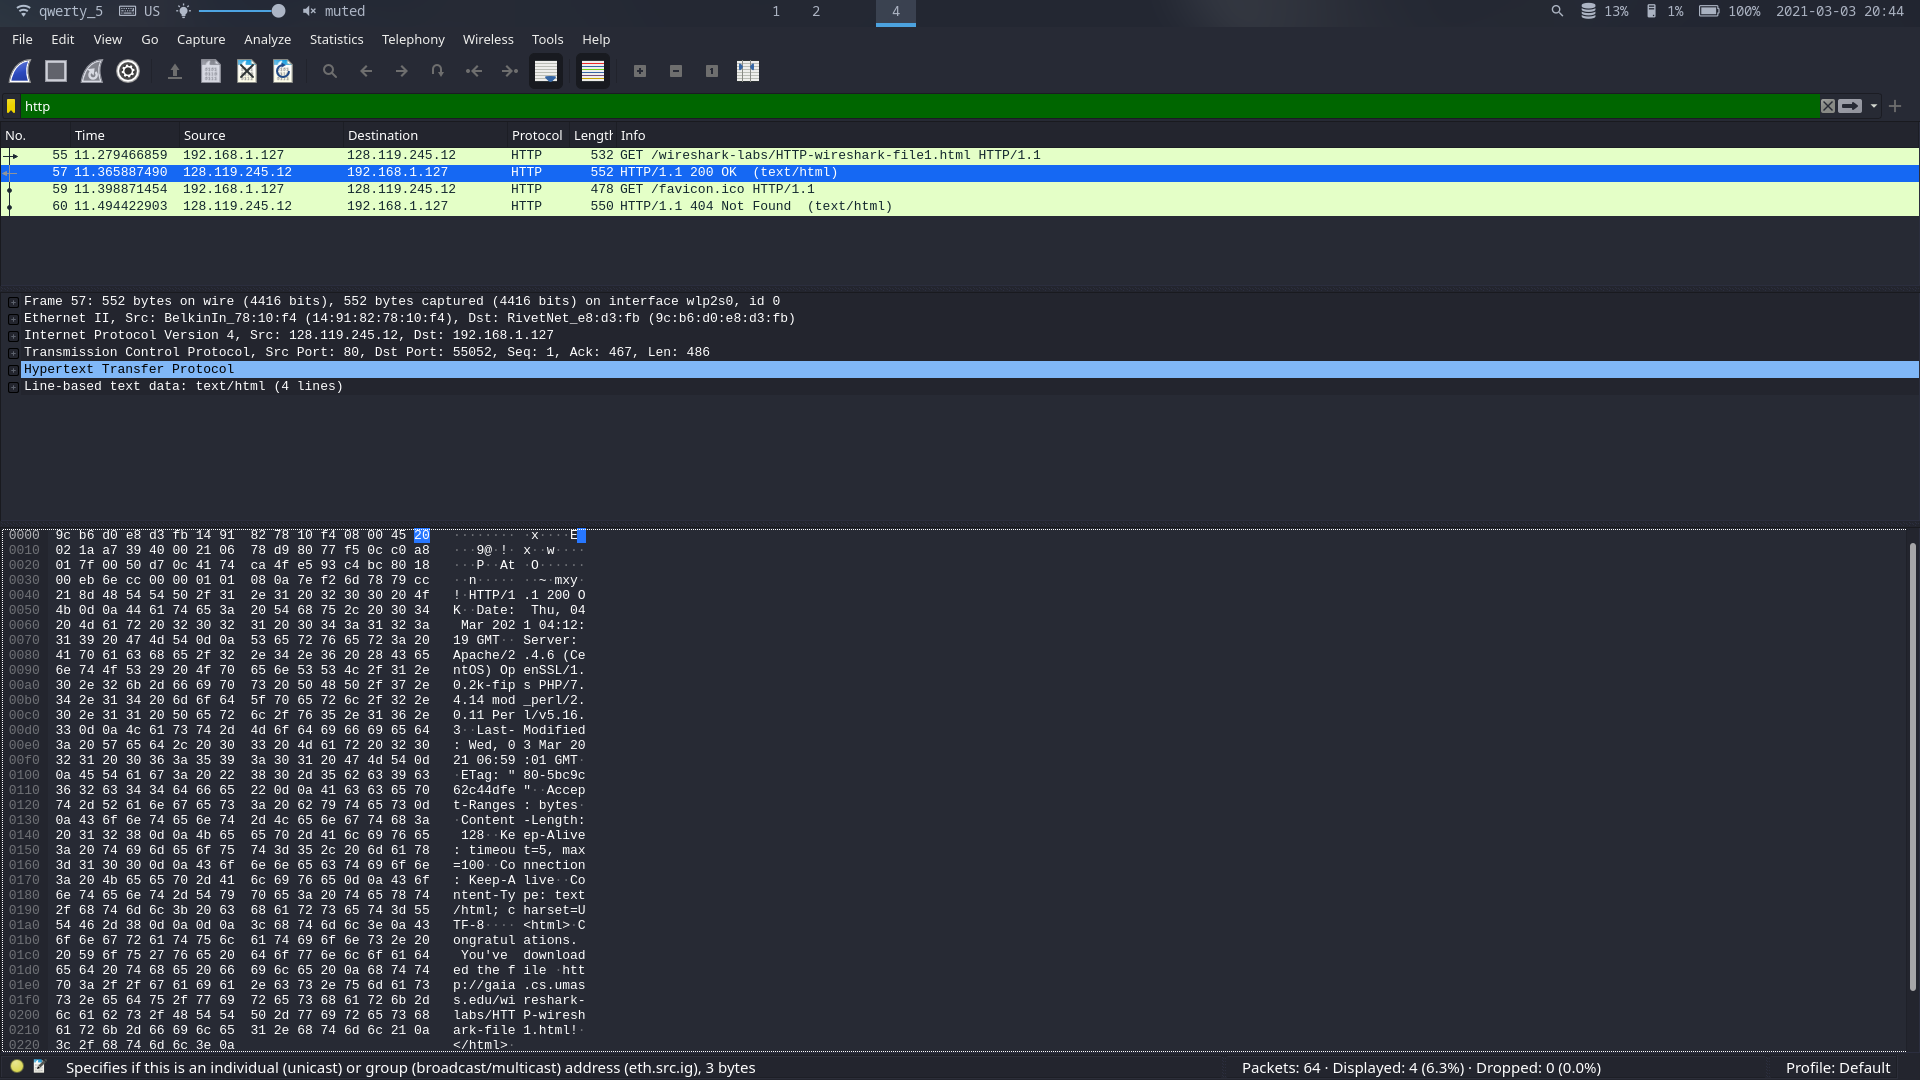 qwerty_5 US muted 1 2 4 13% 1% 100% 2021-03-03 20:44
File Edit View Go Capture Analyze Statistics Telephony Wireless Tools Help
http
No. Time Source Destination Protocol Length Info
55 11.279466859 192.168.1.127 128.119.245.12 HTTP 532 GET /wireshark-labs/HTTP-wireshark-file1.html HTTP/1.1
57 11.365887490 128.119.245.12 192.168.1.127 HTTP 552 HTTP/1.1 200 OK  (text/html)
59 11.398871454 192.168.1.127 128.119.245.12 HTTP 478 GET /favicon.ico HTTP/1.1
60 11.494422903 128.119.245.12 192.168.1.127 HTTP 550 HTTP/1.1 404 Not Found  (text/html)
Frame 57: 552 bytes on wire (4416 bits), 552 bytes captured (4416 bits) on interface wlp2s0, id 0
Ethernet II, Src: BelkinIn_78:10:f4 (14:91:82:78:10:f4), Dst: RivetNet_e8:d3:fb (9c:b6:d0:e8:d3:fb)
Internet Protocol Version 4, Src: 128.119.245.12, Dst: 192.168.1.127
Transmission Control Protocol, Src Port: 80, Dst Port: 55052, Seq: 1, Ack: 467, Len: 486
Hypertext Transfer Protocol
Line-based text data: text/html (4 lines)
0000 9c b6 d0 e8 d3 fb 14 91 82 78 10 f4 08 00 45 20 ········ ·x····E
0010 02 1a a7 39 40 00 21 06 78 d9 80 77 f5 0c c0 a8 ···9@·!· x··w····
0020 01 7f 00 50 d7 0c 41 74 ca 4f e5 93 c4 bc 80 18 ···P··At ·O······
0030 00 eb 6e cc 00 00 01 01 08 0a 7e f2 6d 78 79 cc ··n····· ··~·mxy·
0040 21 8d 48 54 54 50 2f 31 2e 31 20 32 30 30 20 4f !·HTTP/1 .1 200 O
0050 4b 0d 0a 44 61 74 65 3a 20 54 68 75 2c 20 30 34 K··Date:  Thu, 04
0060 20 4d 61 72 20 32 30 32 31 20 30 34 3a 31 32 3a  Mar 202 1 04:12:
0070 31 39 20 47 4d 54 0d 0a 53 65 72 76 65 72 3a 20 19 GMT·· Server:
0080 41 70 61 63 68 65 2f 32 2e 34 2e 36 20 28 43 65 Apache/2 .4.6 (Ce
0090 6e 74 4f 53 29 20 4f 70 65 6e 53 53 4c 2f 31 2e ntOS) Op enSSL/1.
00a0 30 2e 32 6b 2d 66 69 70 73 20 50 48 50 2f 37 2e 0.2k-fip s PHP/7.
00b0 34 2e 31 34 20 6d 6f 64 5f 70 65 72 6c 2f 32 2e 4.14 mod _perl/2.
00c0 30 2e 31 31 20 50 65 72 6c 2f 76 35 2e 31 36 2e 0.11 Per l/v5.16.
00d0 33 0d 0a 4c 61 73 74 2d 4d 6f 64 69 66 69 65 64 3··Last- Modified
00e0 3a 20 57 65 64 2c 20 30 33 20 4d 61 72 20 32 30 : Wed, 0 3 Mar 20
00f0 32 31 20 30 36 3a 35 39 3a 30 31 20 47 4d 54 0d 21 06:59 :01 GMT·
0100 0a 45 54 61 67 3a 20 22 38 30 2d 35 62 63 39 63 ·ETag: " 80-5bc9c
0110 36 32 63 34 34 64 66 65 22 0d 0a 41 63 63 65 70 62c44dfe "··Accep
0120 74 2d 52 61 6e 67 65 73 3a 20 62 79 74 65 73 0d t-Ranges : bytes·
0130 0a 43 6f 6e 74 65 6e 74 2d 4c 65 6e 67 74 68 3a ·Content -Length:
0140 20 31 32 38 0d 0a 4b 65 65 70 2d 41 6c 69 76 65  128··Ke ep-Alive
0150 3a 20 74 69 6d 65 6f 75 74 3d 35 2c 20 6d 61 78 : timeou t=5, max
0160 3d 31 30 30 0d 0a 43 6f 6e 6e 65 63 74 69 6f 6e =100··Co nnection
0170 3a 20 4b 65 65 70 2d 41 6c 69 76 65 0d 0a 43 6f : Keep-A live··Co
0180 6e 74 65 6e 74 2d 54 79 70 65 3a 20 74 65 78 74 ntent-Ty pe: text
0190 2f 68 74 6d 6c 3b 20 63 68 61 72 73 65 74 3d 55 /html; c harset=U
01a0 54 46 2d 38 0d 0a 0d 0a 3c 68 74 6d 6c 3e 0a 43 TF-8···· <html>·C
01b0 6f 6e 67 72 61 74 75 6c 61 74 69 6f 6e 73 2e 20 ongratul ations.
01c0 20 59 6f 75 27 76 65 20 64 6f 77 6e 6c 6f 61 64  You've  download
01d0 65 64 20 74 68 65 20 66 69 6c 65 20 0a 68 74 74 ed the f ile ·htt
01e0 70 3a 2f 2f 67 61 69 61 2e 63 73 2e 75 6d 61 73 p://gaia .cs.umas
01f0 73 2e 65 64 75 2f 77 69 72 65 73 68 61 72 6b 2d s.edu/wi reshark-
0200 6c 61 62 73 2f 48 54 54 50 2d 77 69 72 65 73 68 labs/HTT P-wiresh
0210 61 72 6b 2d 66 69 6c 65 31 2e 68 74 6d 6c 21 0a ark-file 1.html!·
0220 3c 2f 68 74 6d 6c 3e 0a </html>·
Specifies if this is an individual (unicast) or group (broadcast/multicast) address (eth.src.ig), 3 bytes Packets: 64 · Displayed: 4 (6.3%) · Dropped: 0 (0.0%) Profile: Default